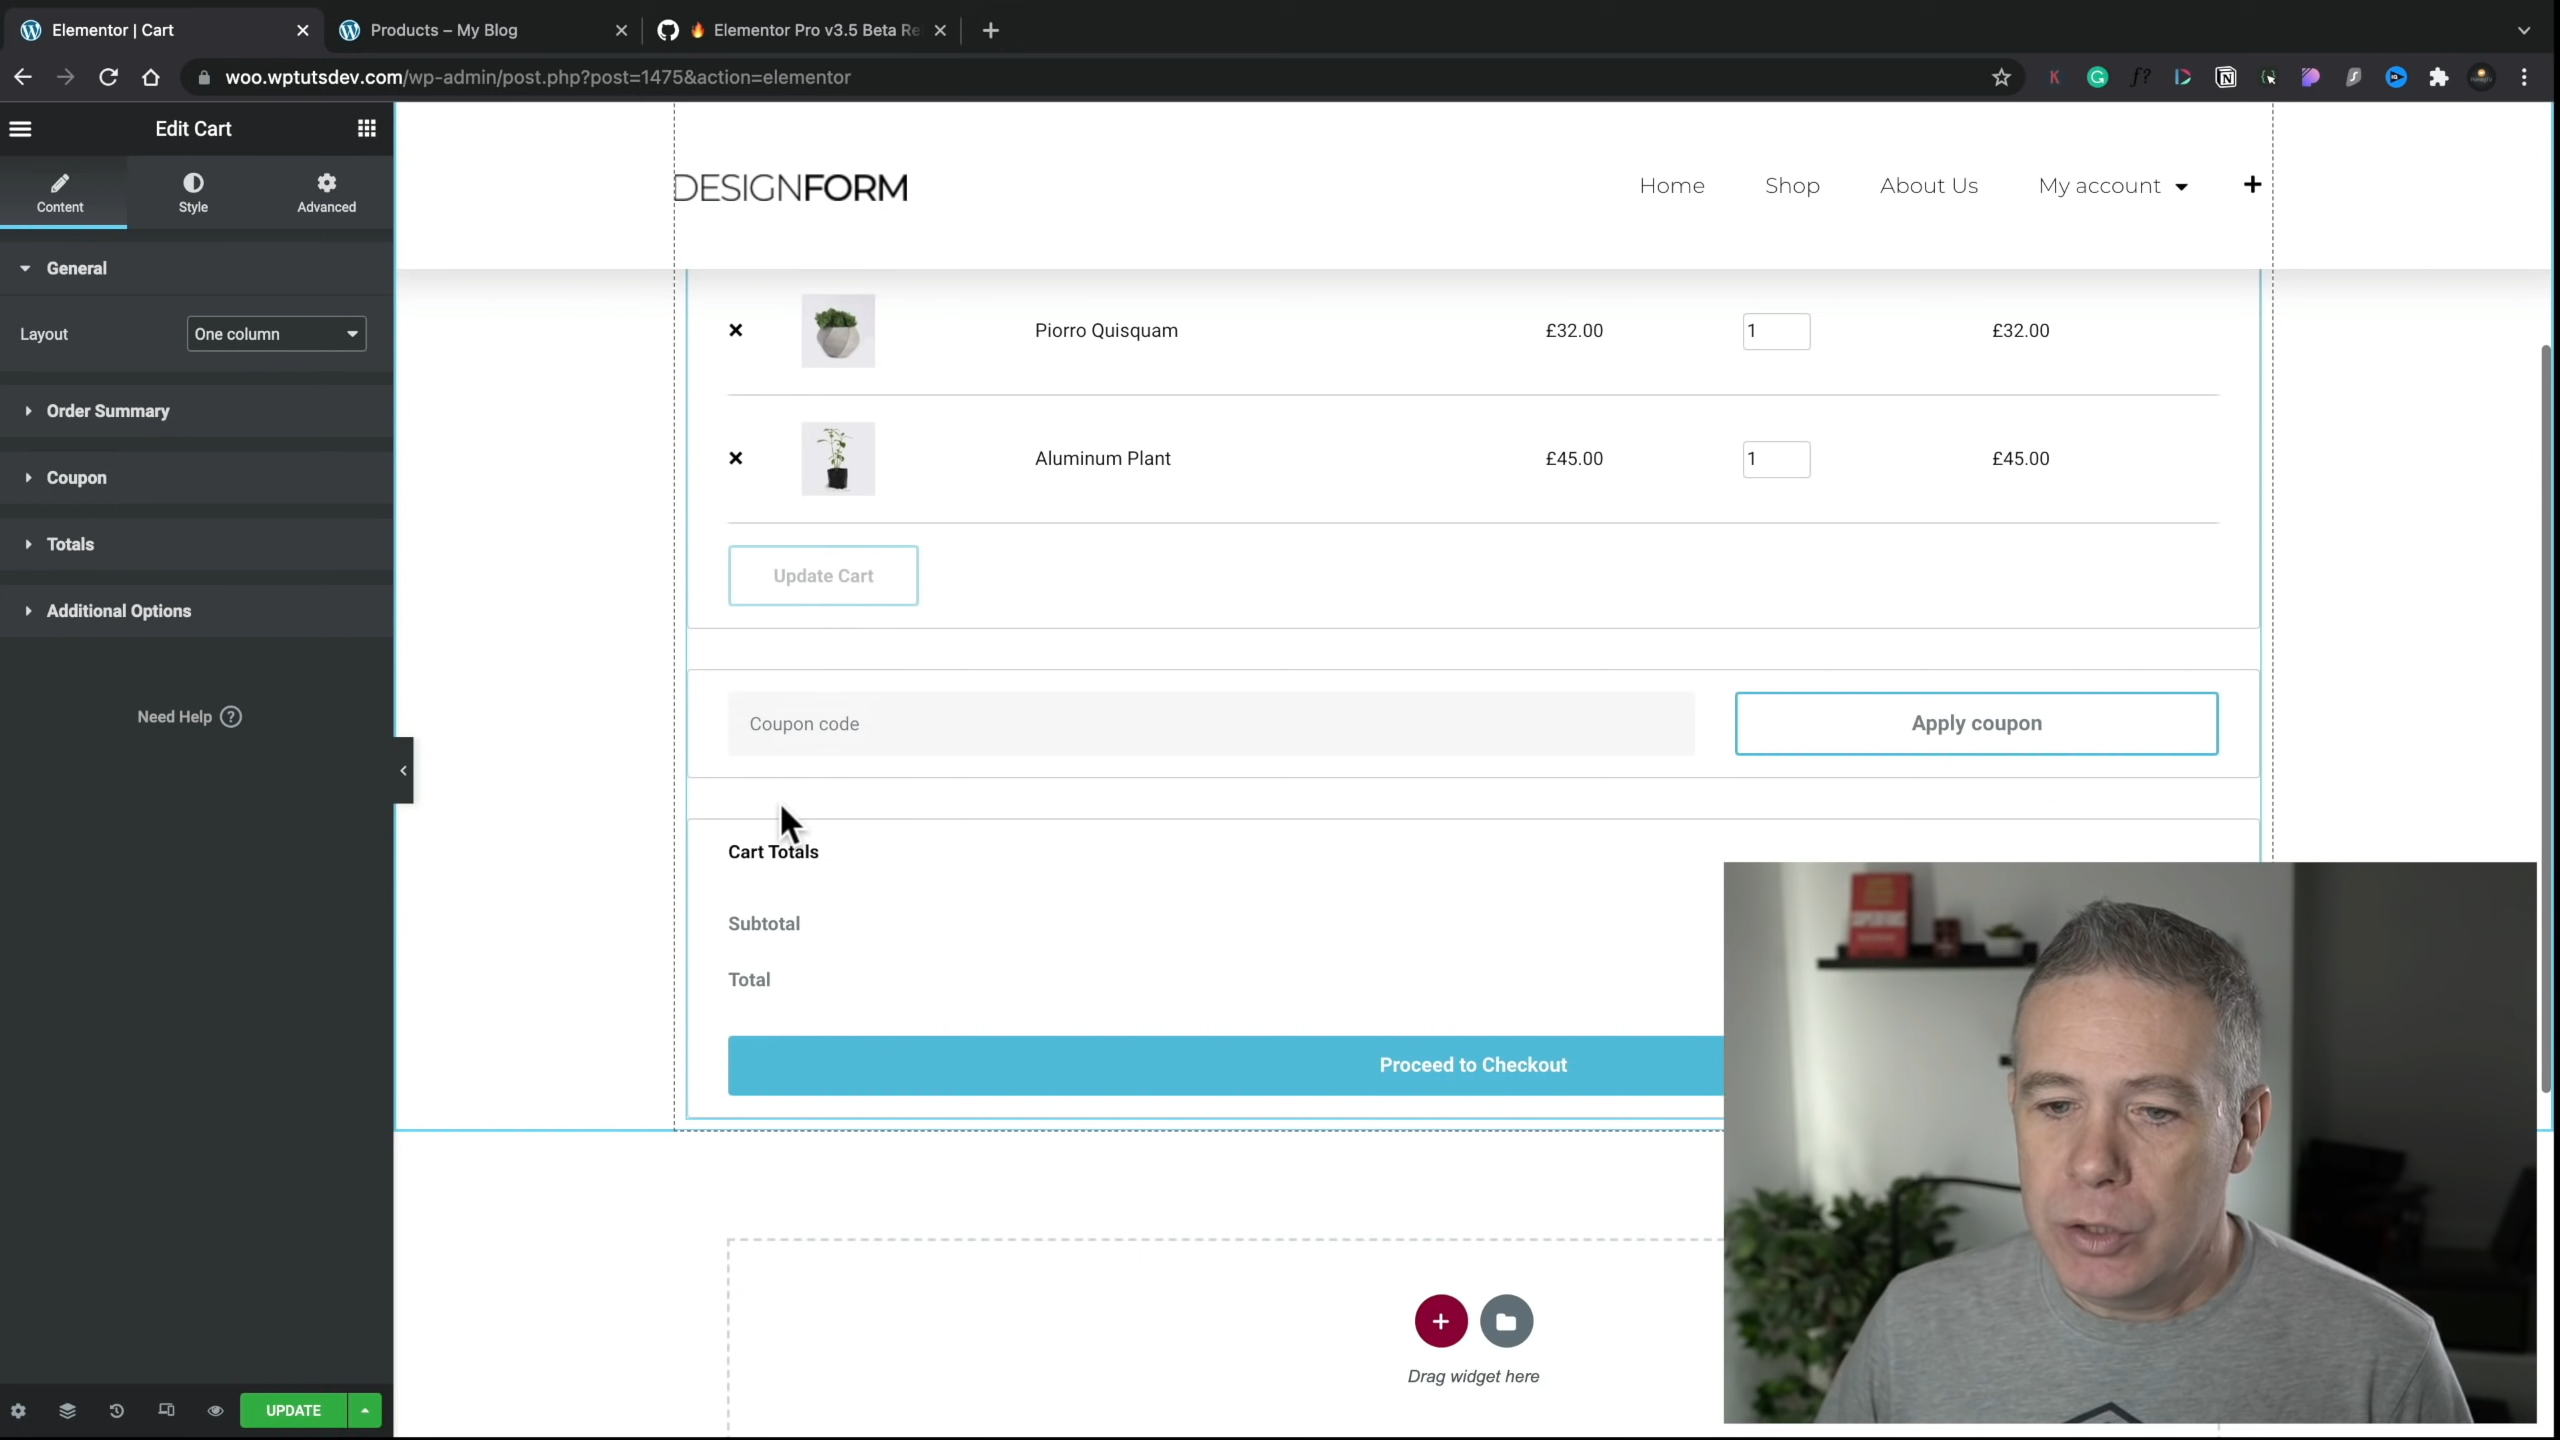 Elementor | Cart
Products – My Blog
Elementor Pro v3.5 Beta Re
woo.wptutsdev.com/wp-admin/post.php?post=1475&action=elementor
Edit Cart
Content
Style
Advanced
General
Layout
One column
Order Summary
Coupon
Totals
Additional Options
Need Help ?
UPDATE
DESIGNFORM
Home
Shop
About Us
My account
Piorro Quisquam
£32.00
1
£32.00
Aluminum Plant
£45.00
1
£45.00
Update Cart
Coupon code
Apply coupon
Cart Totals
Subtotal
Total
Proceed to Checkout
Drag widget here